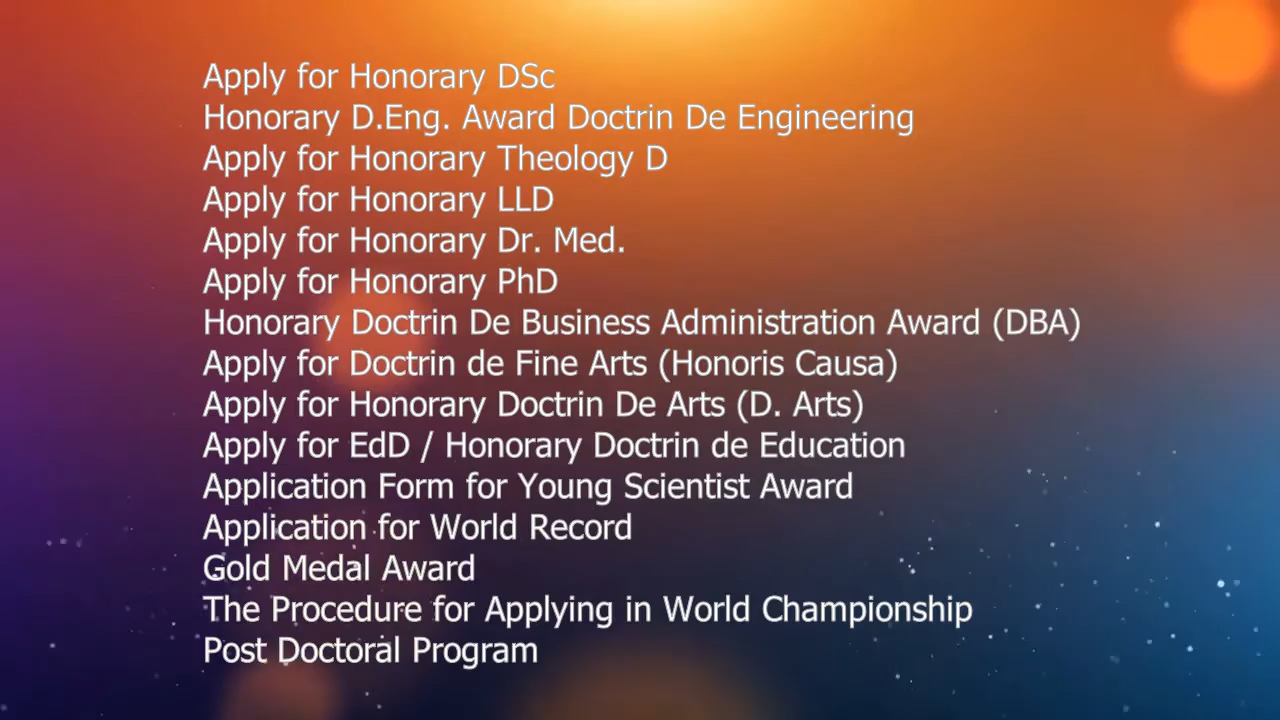 Apply for Honorary DSc
Honorary D.Eng. Award Doctrin De Engineering
Apply for Honorary Theology D
Apply for Honorary LLD
Apply for Honorary Dr. Med.
Apply for Honorary PhD
Honorary Doctrin De Business Administration Award (DBA)
Apply for Doctrin de Fine Arts (Honoris Causa)
Apply for Honorary Doctrin De Arts (D. Arts)
Apply for EdD / Honorary Doctrin de Education
Application Form for Young Scientist Award
Application for World Record
Gold Medal Award
The Procedure for Applying in World Championship
Post Doctoral Program